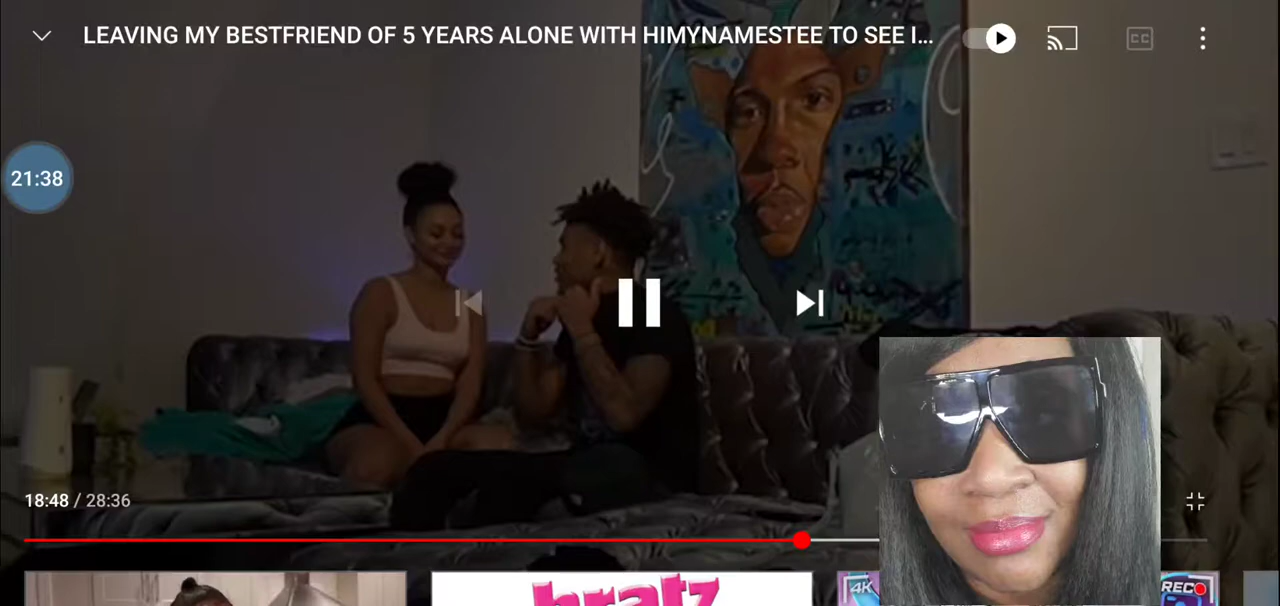 LEAVING MY BESTFRIEND OF 5 YEARS ALONE WITH HIMYNAMESTEE TO SEE I...
CC
21:38
18:48 / 28:36
bratz
4K
REC